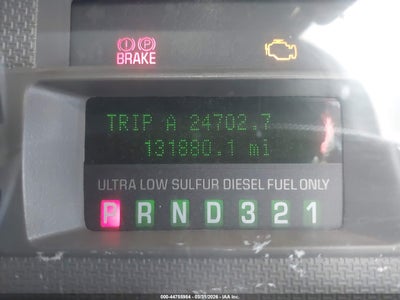 BRAKE
TRIP A 24702.7
131880.1 mi
ULTRA LOW SULFUR DIESEL FUEL ONLY
P R N D 3 2 1
000-44755964 - 03/31/2026 - IAA Inc.